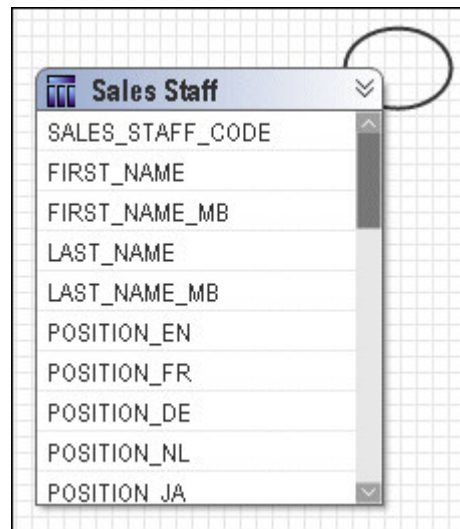 Sales Staff
SALES_STAFF_CODE
FIRST_NAME
FIRST_NAME_MB
LAST_NAME
LAST_NAME_MB
POSITION_EN
POSITION_FR
POSITION_DE
POSITION_NL
POSITION_JA